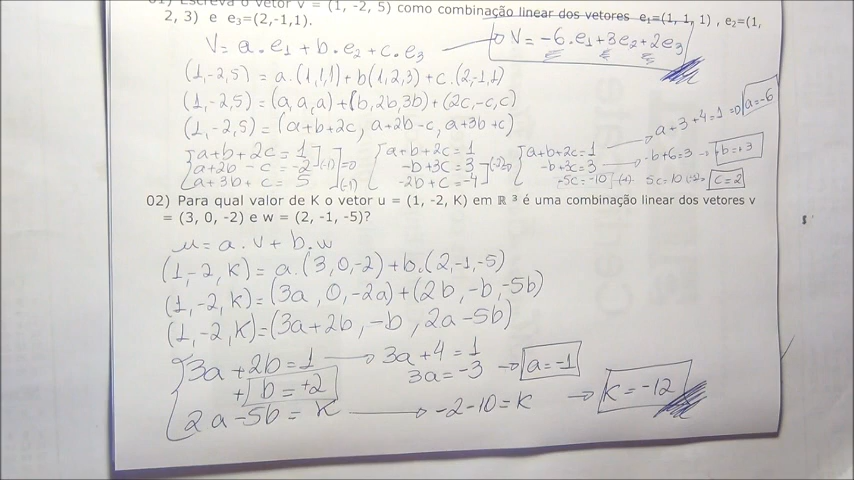 01) Escreva o vetor v = (1, -2, 5) como combinação linear dos vetores e₁=(1, 1, 1) , e₂=(1,
2, 3) e e₃=(2,-1,1).
V = a.e₁ + b.e₂ + c.e₃ → V = -6.e₁ + 3e₂ + 2e₃
(1,-2,5) = a.(1,1,1) + b(1,2,3) + c.(2,-1,1)
(1,-2,5) = (a,a,a) + (b,2b,3b) + (2c,-c,c)
(1,-2,5) = (a+b+2c, a+2b-c, a+3b+c)
a+3+4=1 ⇒ a=-6
a+b+2c=1 a+b+2c=1 a+b+2c=1
a+2b-c=-2 (-1) ⇒ -b+3c=3 (-2)⇒ -b+3c=3 → -b+6=3 → +b=+3
a+3b+c=5 (-1) -2b+c=-4 -5c=-10 5c=10 c=2
02) Para qual valor de K o vetor u = (1, -2, K) em ℝ ³ é uma combinação linear dos vetores v
= (3, 0, -2) e w = (2, -1, -5)?
u = a.v + b.w
(1,-2,K) = a.(3,0,-2) + b.(2,-1,-5)
(1,-2,K) = (3a, 0, -2a) + (2b, -b, -5b)
(1,-2,K) = (3a+2b, -b, 2a-5b)
3a+2b=1 → 3a+4=1
3a=-3 → a=-1
+b=+2
2a-5b=K → -2-10=K → K=-12